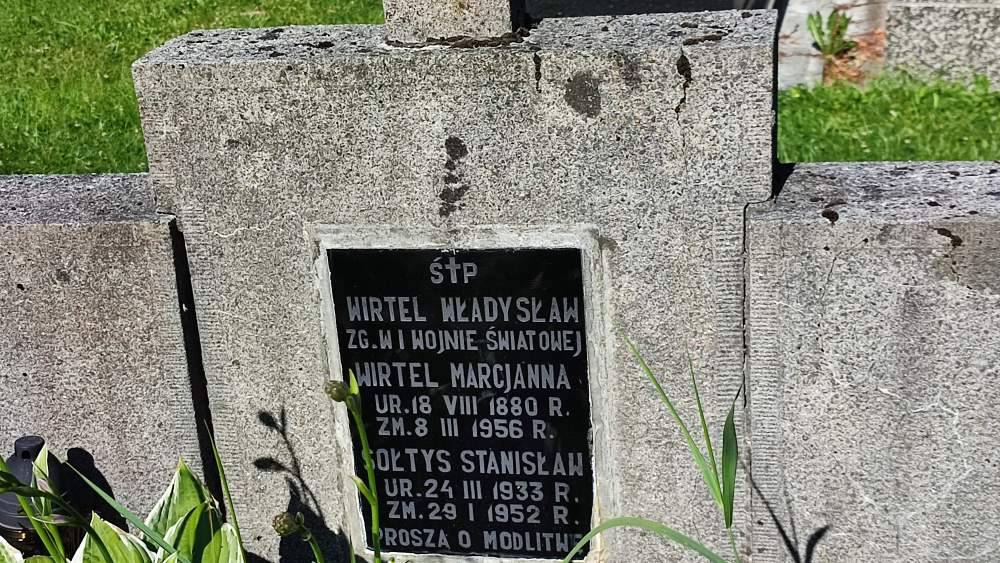 Ś✝P
WIRTEL WŁADYSŁAW
ZG. W I WOJNIE ŚWIATOWEJ
WIRTEL MARCJANNA
UR. 18 VIII 1880 R.
ZM. 8 III 1956 R.
SOŁTYS STANISŁAW
UR. 24 III 1933 R.
ZM. 29 I 1952 R.
PROSZĄ O MODLITWĘ